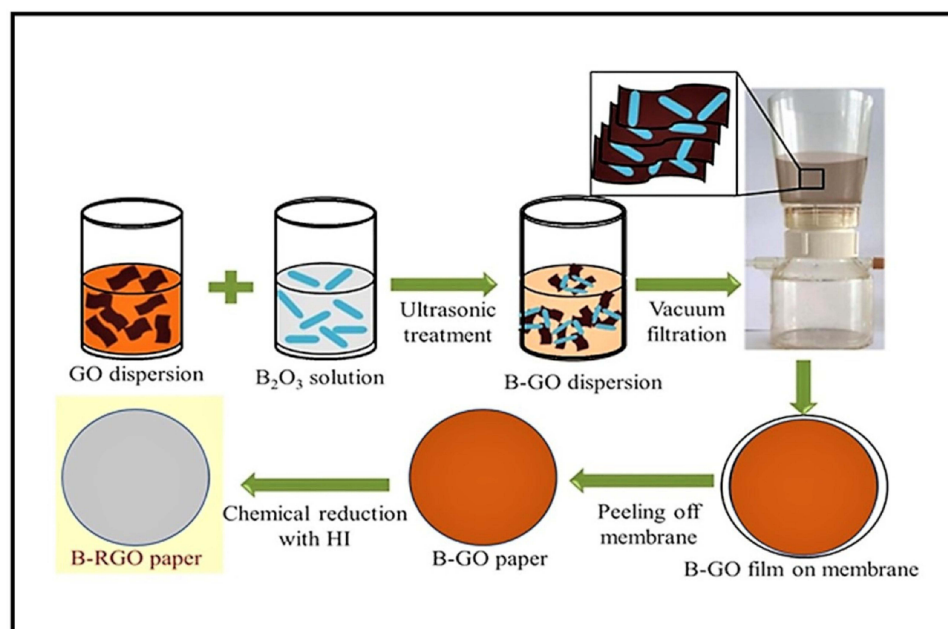 GO dispersion
B₂O₃ solution
Ultrasonic
treatment
B-GO dispersion
Vacuum
filtration
B-RGO paper
Chemical reduction
with HI
B-GO paper
Peeling off
membrane
B-GO film on membrane